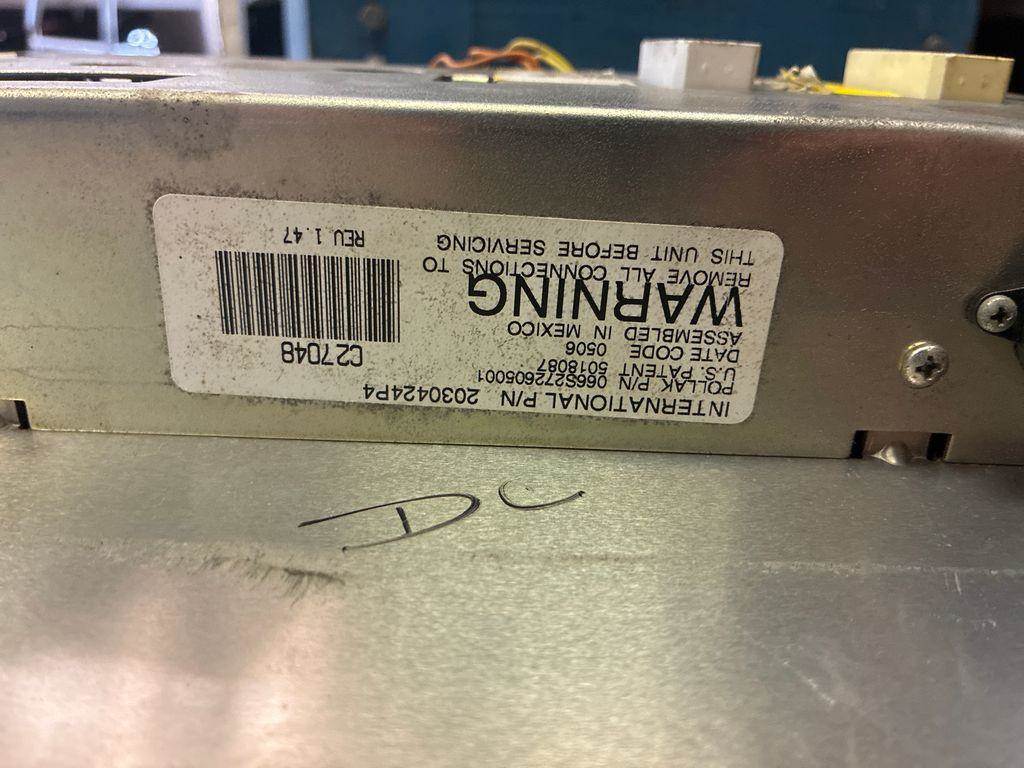 INTERNATIONAL P/N 2030424P4
POLLAK P/N 066S272605001
U.S. PATENT 5018087
DATE CODE 0506
ASSEMBLED IN MEXICO
WARNING
REMOVE ALL CONNECTIONS TO
THIS UNIT BEFORE SERVICING
C27048
REV 1.47